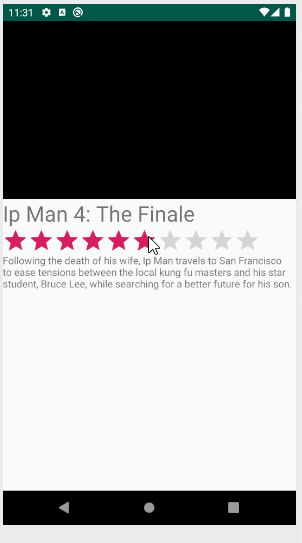 11:31
Ip Man 4: The Finale
Following the death of his wife, Ip Man travels to San Francisco
to ease tensions between the local kung fu masters and his star
student, Bruce Lee, while searching for a better future for his son.